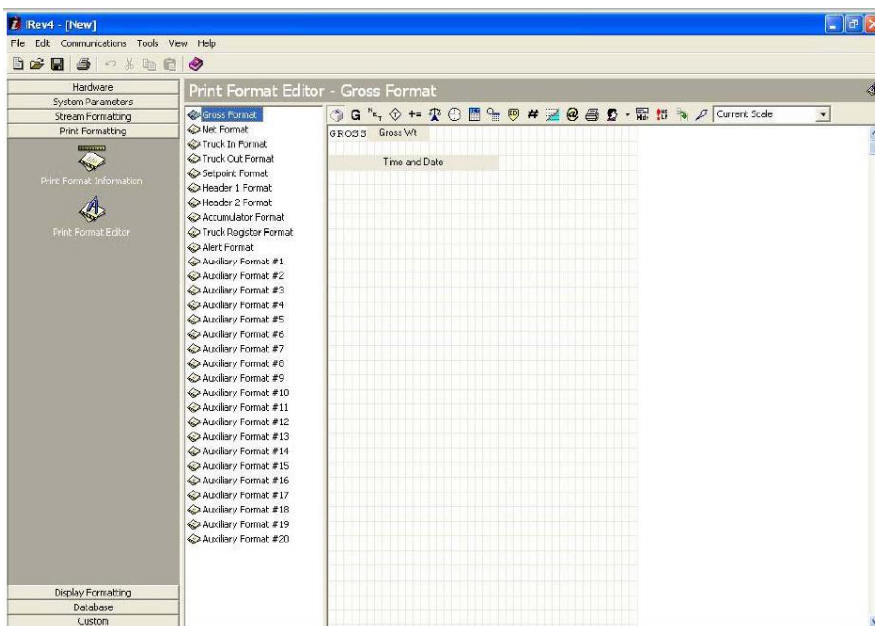 iRev4 - [New]
File Edit Communications Tools View Help
Hardware
System Parameters
Stream Formatting
Print Formatting
Print Format Information
Print Format Editor
Display Formatting
Database
Custom
Print Format Editor - Gross Format
Gross Format
Net Format
Truck In Format
Truck Out Format
Setpoint Format
Header 1 Format
Header 2 Format
Accumulator Format
Truck Register Format
Alert Format
Auxiliary Format #1
Auxiliary Format #2
Auxiliary Format #3
Auxiliary Format #4
Auxiliary Format #5
Auxiliary Format #6
Auxiliary Format #7
Auxiliary Format #8
Auxiliary Format #9
Auxiliary Format #10
Auxiliary Format #11
Auxiliary Format #12
Auxiliary Format #13
Auxiliary Format #14
Auxiliary Format #15
Auxiliary Format #16
Auxiliary Format #17
Auxiliary Format #18
Auxiliary Format #19
Auxiliary Format #20
G N E T += # @ Current Scale
GROSS Gross Wt
Time and Date